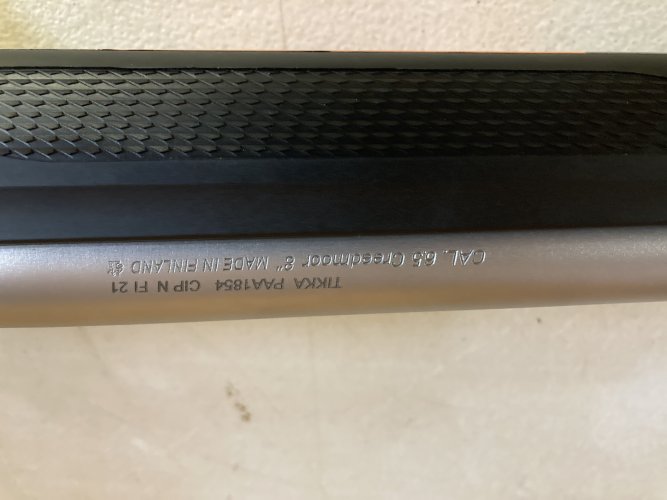 TIKKA PAA1854 CIP N FI 21
CAL. 6,5 Creedmoor 8" MADE IN FINLAND